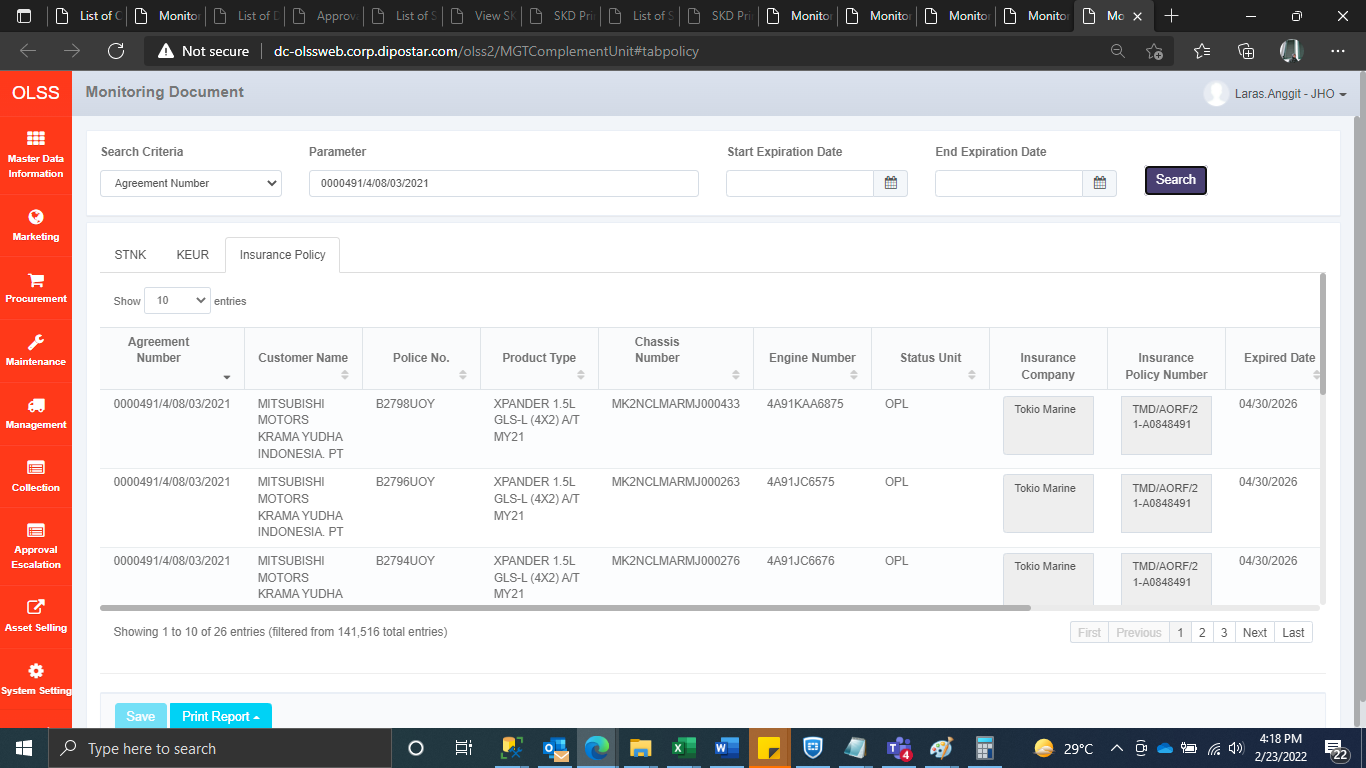 List of C
Monitor
List of D
Approva
List of S
View SK
SKD Pri
List of S
SKD Pri
Monitor
Monitor
Monitor
Monitor
Mo
Not secure
dc-olssweb.corp.dipostar.com/olss2/MGTComplementUnit#tabpolicy
OLSS
Monitoring Document
Laras.Anggit - JHO
Master Data
Information
Marketing
Procurement
Maintenance
Management
Collection
Approval
Escalation
Asset Selling
System Setting
Search Criteria
Parameter
Start Expiration Date
End Expiration Date
Agreement Number
0000491/4/08/03/2021
Search
STNK
KEUR
Insurance Policy
Show 10 entries
Agreement
Number
Customer Name
Police No.
Product Type
Chassis
Number
Engine Number
Status Unit
Insurance
Company
Insurance
Policy Number
Expired Date
0000491/4/08/03/2021
MITSUBISHI
MOTORS
KRAMA YUDHA
INDONESIA. PT
B2798UOY
XPANDER 1.5L
GLS-L (4X2) A/T
MY21
MK2NCLMARMJ000433
4A91KAA6875
OPL
Tokio Marine
TMD/AORF/2
1-A0848491
04/30/2026
0000491/4/08/03/2021
MITSUBISHI
MOTORS
KRAMA YUDHA
INDONESIA. PT
B2796UOY
XPANDER 1.5L
GLS-L (4X2) A/T
MY21
MK2NCLMARMJ000263
4A91JC6575
OPL
Tokio Marine
TMD/AORF/2
1-A0848491
04/30/2026
0000491/4/08/03/2021
MITSUBISHI
MOTORS
KRAMA YUDHA
B2794UOY
XPANDER 1.5L
GLS-L (4X2) A/T
MY21
MK2NCLMARMJ000276
4A91JC6676
OPL
Tokio Marine
TMD/AORF/2
1-A0848491
04/30/2026
Showing 1 to 10 of 26 entries (filtered from 141,516 total entries)
First Previous 1 2 3 Next Last
Save
Print Report
Type here to search
4
29°C
4:18 PM
2/23/2022
22